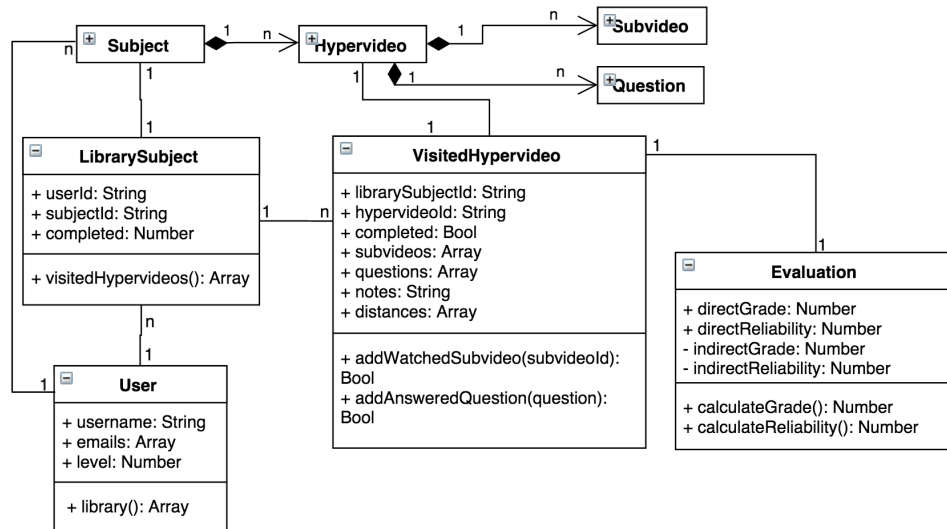 1
n
1
n
Subject
Hypervideo
Subvideo
n
1
n
Question
1
1
1
1
1
LibrarySubject
VisitedHypervideo
1
+ userId: String
+ subjectId: String
+ completed: Number
+ visitedHypervideos(): Array
1
n
+ librarySubjectId: String
+ hypervideoId: String
+ completed: Bool
+ subvideos: Array
+ questions: Array
+ notes: String
+ distances: Array
+ addWatchedSubvideo(subvideoId):
Bool
+ addAnsweredQuestion(question):
Bool
1
Evaluation
+ directGrade: Number
+ directReliability: Number
- indirectGrade: Number
- indirectReliability: Number
+ calculateGrade(): Number
+ calculateReliability(): Number
n
1
1
User
+ username: String
+ emails: Array
+ level: Number
+ library(): Array